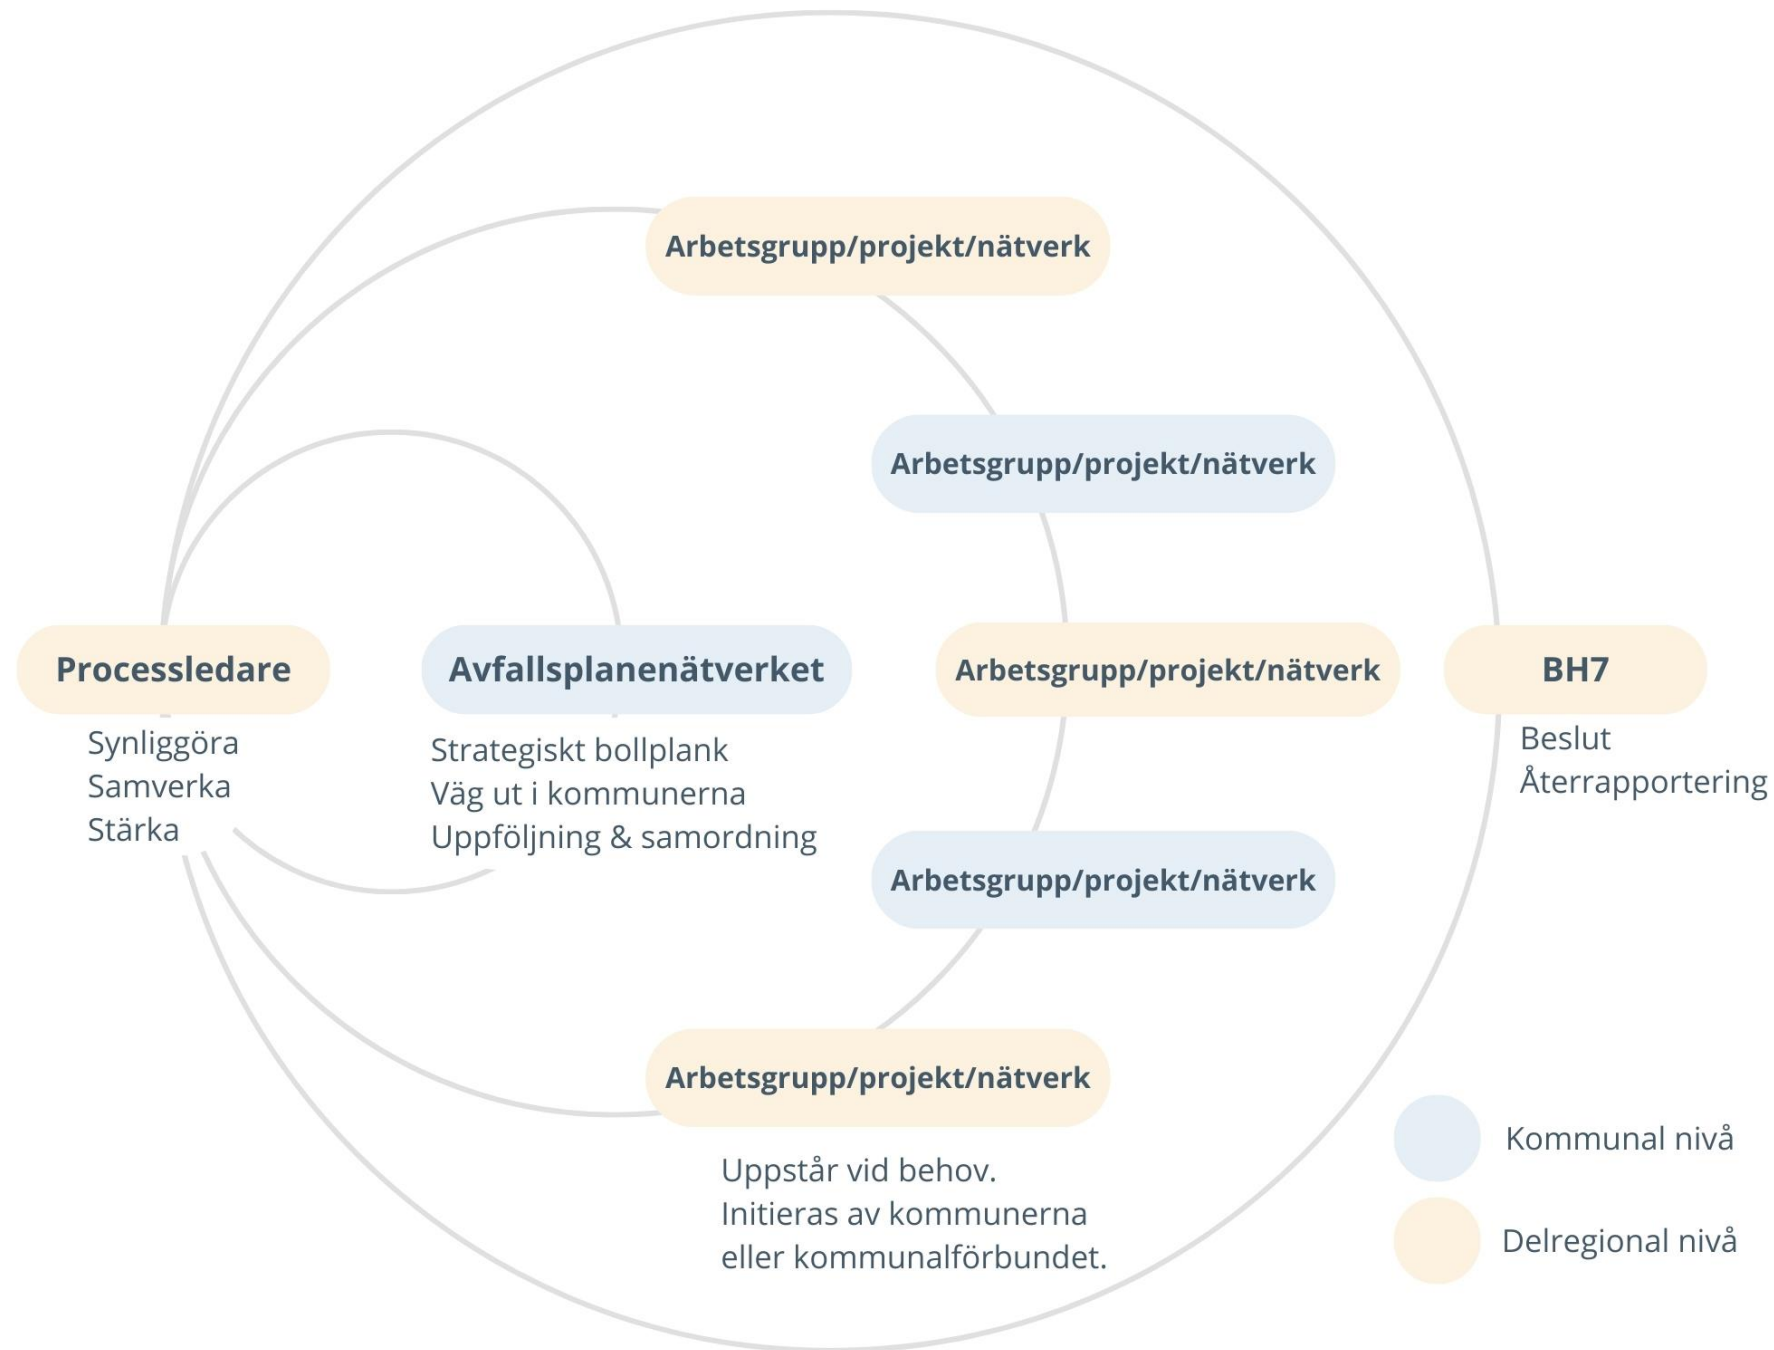 Arbetsgrupp/projekt/nätverk
Arbetsgrupp/projekt/nätverk
Processledare
Synliggöra
Samverka
Stärka
Avfallsplanenätverket
Strategiskt bollplank
Väg ut i kommunerna
Uppföljning & samordning
Arbetsgrupp/projekt/nätverk
BH7
Beslut
Återrapportering
Arbetsgrupp/projekt/nätverk
Arbetsgrupp/projekt/nätverk
Uppstår vid behov.
Initieras av kommunerna
eller kommunalförbundet.
Kommunal nivå
Delregional nivå